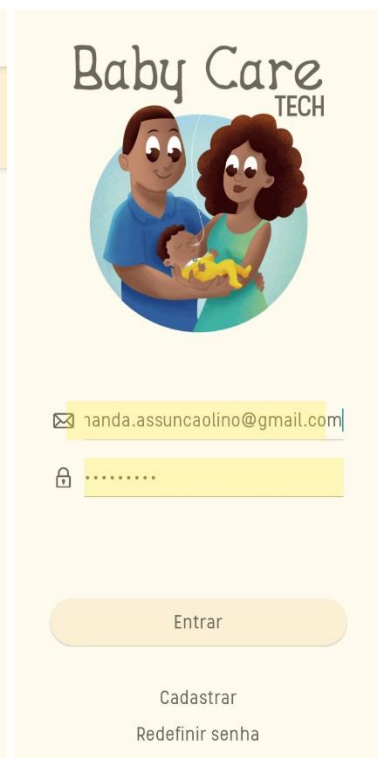 Baby Care
TECH
nanda.assuncaolino@gmail.com
Entrar
Cadastrar
Redefinir senha